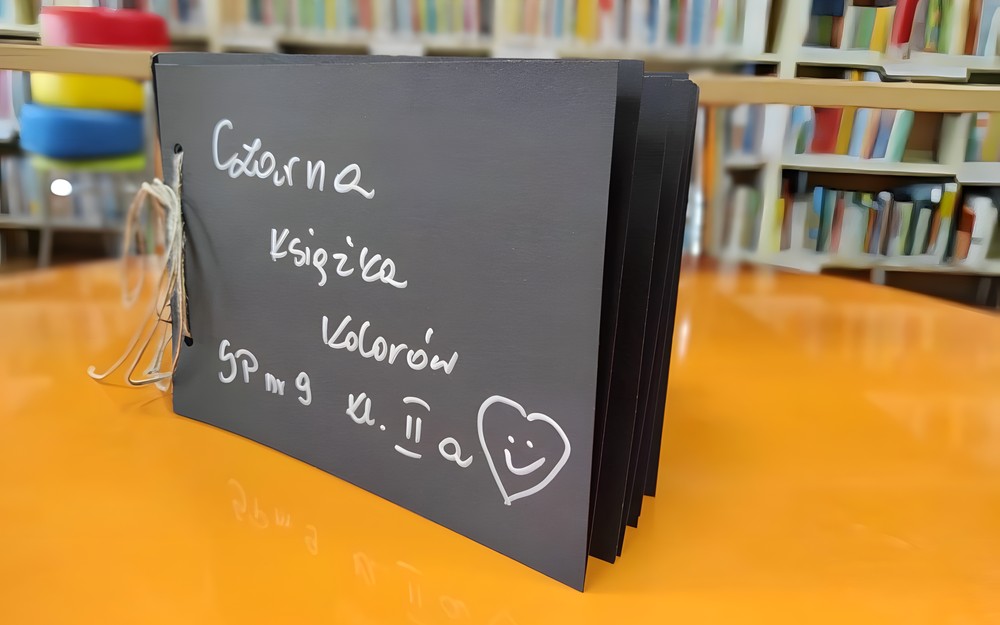 Czarna
Książka
Kolorów
SP nr 9 kl. II a